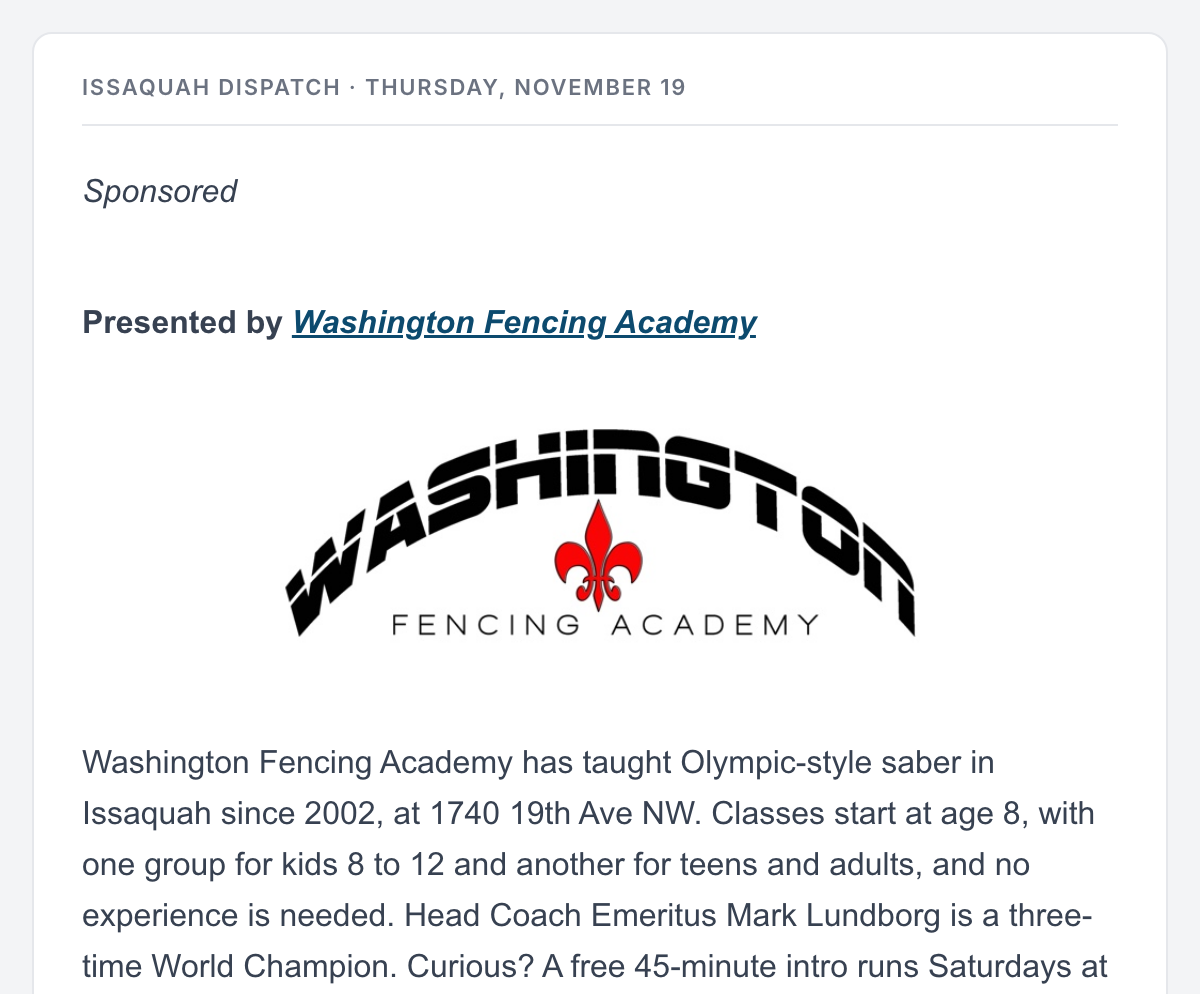 ISSAQUAH DISPATCH · THURSDAY, NOVEMBER 19
Sponsored
Presented by Washington Fencing Academy
WASHINGTON
FENCING ACADEMY
Washington Fencing Academy has taught Olympic-style saber in
Issaquah since 2002, at 1740 19th Ave NW. Classes start at age 8, with
one group for kids 8 to 12 and another for teens and adults, and no
experience is needed. Head Coach Emeritus Mark Lundborg is a three-
time World Champion. Curious? A free 45-minute intro runs Saturdays at